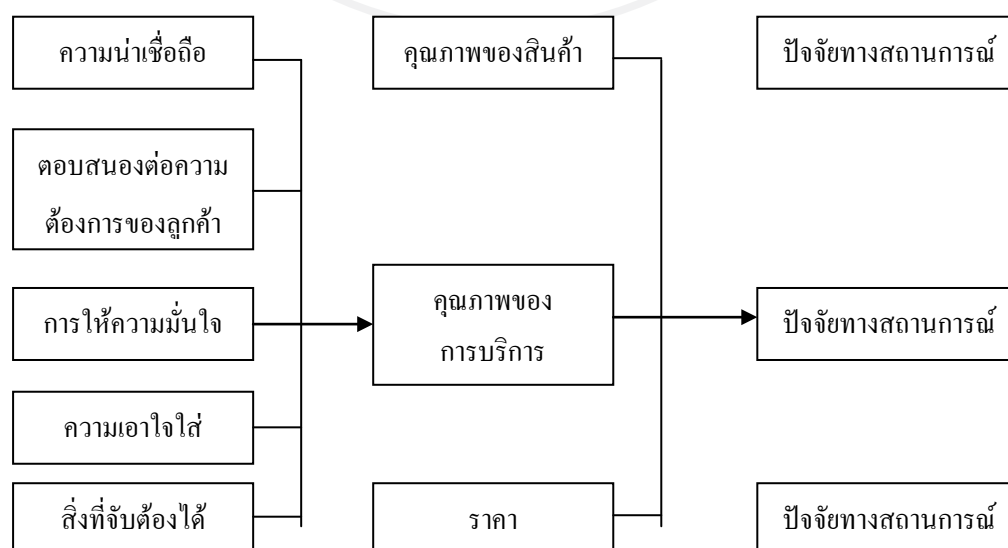 ความน่าเชื่อถือ
คุณภาพของสินค้า
ปัจจัยทางสถานการณ์
ตอบสนองต่อความ
ต้องการของลูกค้า
การให้ความมั่นใจ
คุณภาพของ
การบริการ
ปัจจัยทางสถานการณ์
ความเอาใจใส่
สิ่งที่จับต้องได้
ราคา
ปัจจัยทางสถานการณ์